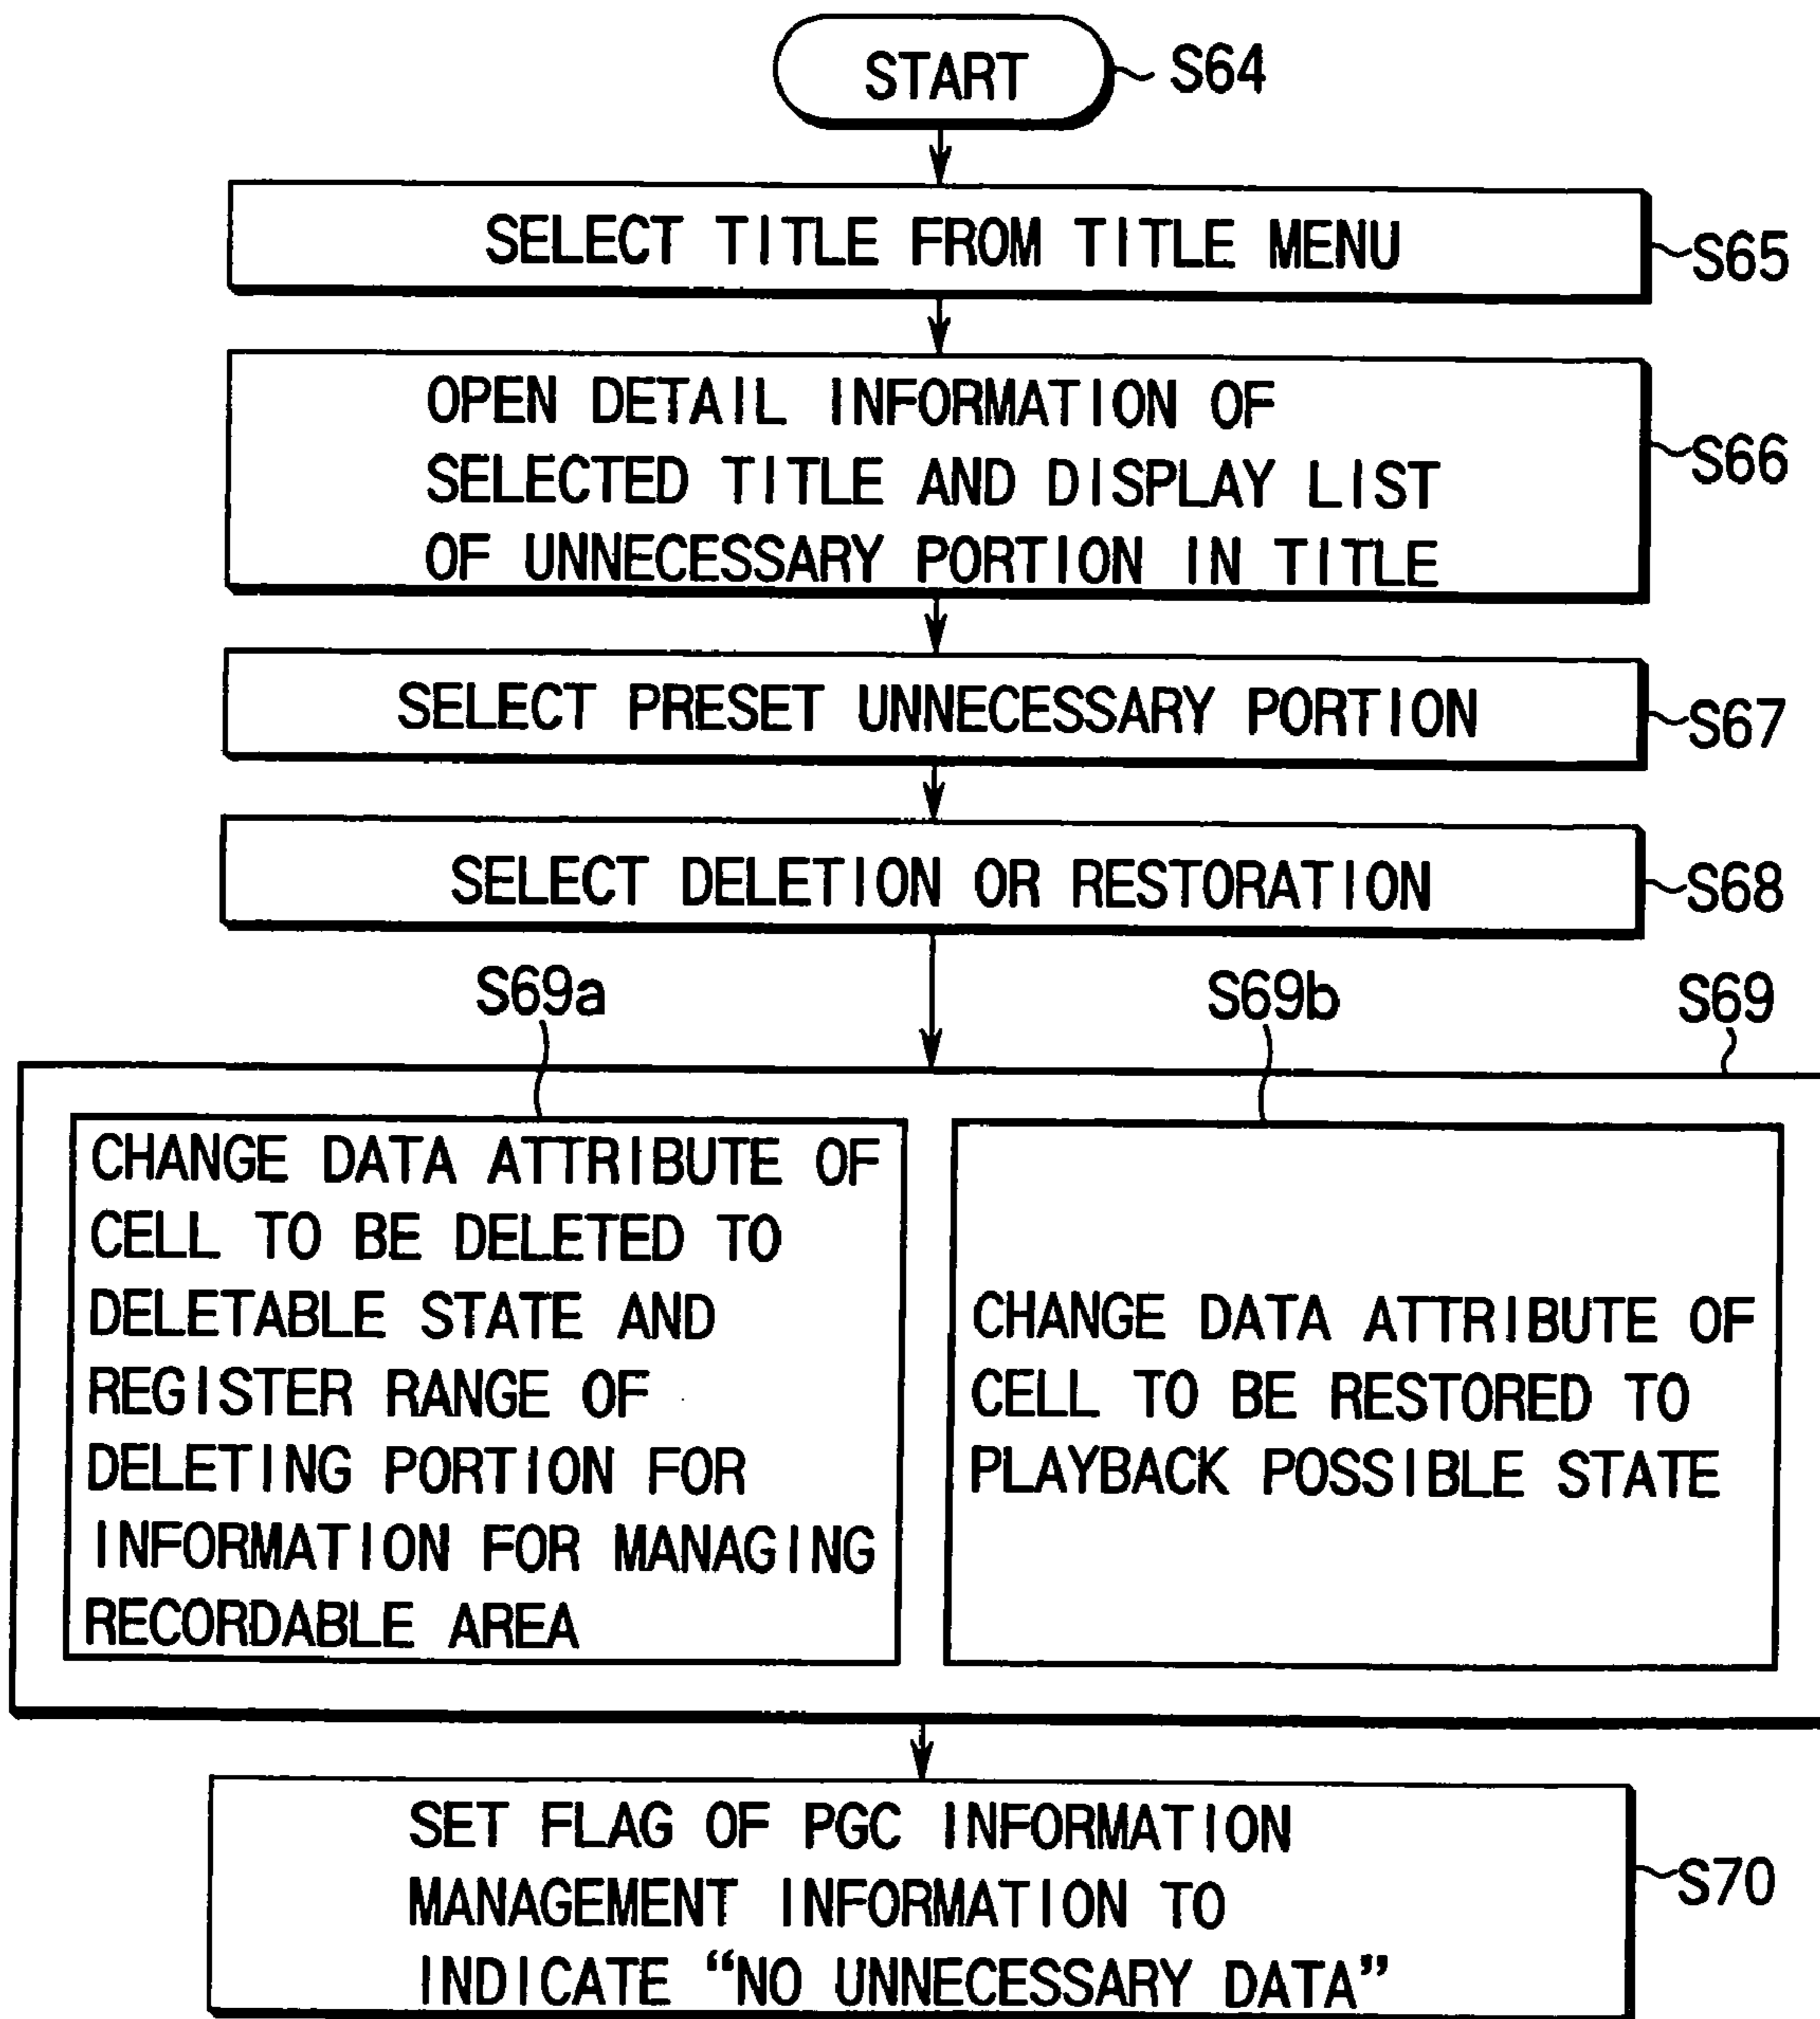 START
S64
SELECT TITLE FROM TITLE MENU
S65
OPEN DETAIL INFORMATION OF
SELECTED TITLE AND DISPLAY LIST
OF UNNECESSARY PORTION IN TITLE
S66
SELECT PRESET UNNECESSARY PORTION
S67
SELECT DELETION OR RESTORATION
S68
S69a
S69b
S69
CHANGE DATA ATTRIBUTE OF
CELL TO BE DELETED TO
DELETABLE STATE AND
REGISTER RANGE OF
DELETING PORTION FOR
INFORMATION FOR MANAGING
RECORDABLE AREA
CHANGE DATA ATTRIBUTE OF
CELL TO BE RESTORED TO
PLAYBACK POSSIBLE STATE
SET FLAG OF PGC INFORMATION
MANAGEMENT INFORMATION TO
INDICATE “NO UNNECESSARY DATA”
S70